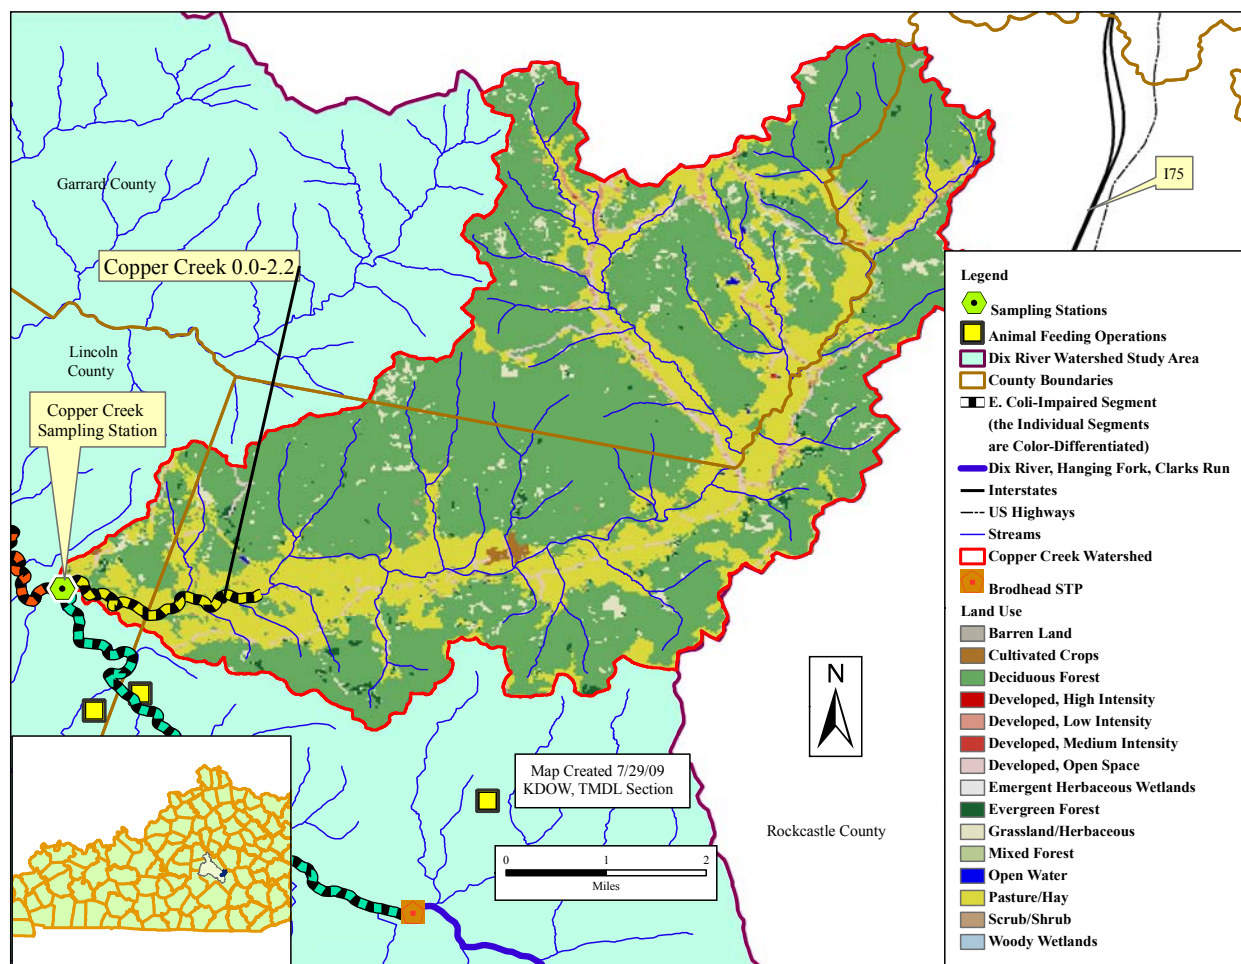 Garrard County
I75
Copper Creek 0.0-2.2
Lincoln
County
Copper Creek
Sampling Station
N
Map Created 7/29/09
KDOW, TMDL Section
Rockcastle County
0 1 2
Miles
Legend
Sampling Stations
Animal Feeding Operations
Dix River Watershed Study Area
County Boundaries
E. Coli-Impaired Segment
(the Individual Segments
are Color-Differentiated)
Dix River, Hanging Fork, Clarks Run
Interstates
US Highways
Streams
Copper Creek Watershed
Brodhead STP
Land Use
Barren Land
Cultivated Crops
Deciduous Forest
Developed, High Intensity
Developed, Low Intensity
Developed, Medium Intensity
Developed, Open Space
Emergent Herbaceous Wetlands
Evergreen Forest
Grassland/Herbaceous
Mixed Forest
Open Water
Pasture/Hay
Scrub/Shrub
Woody Wetlands